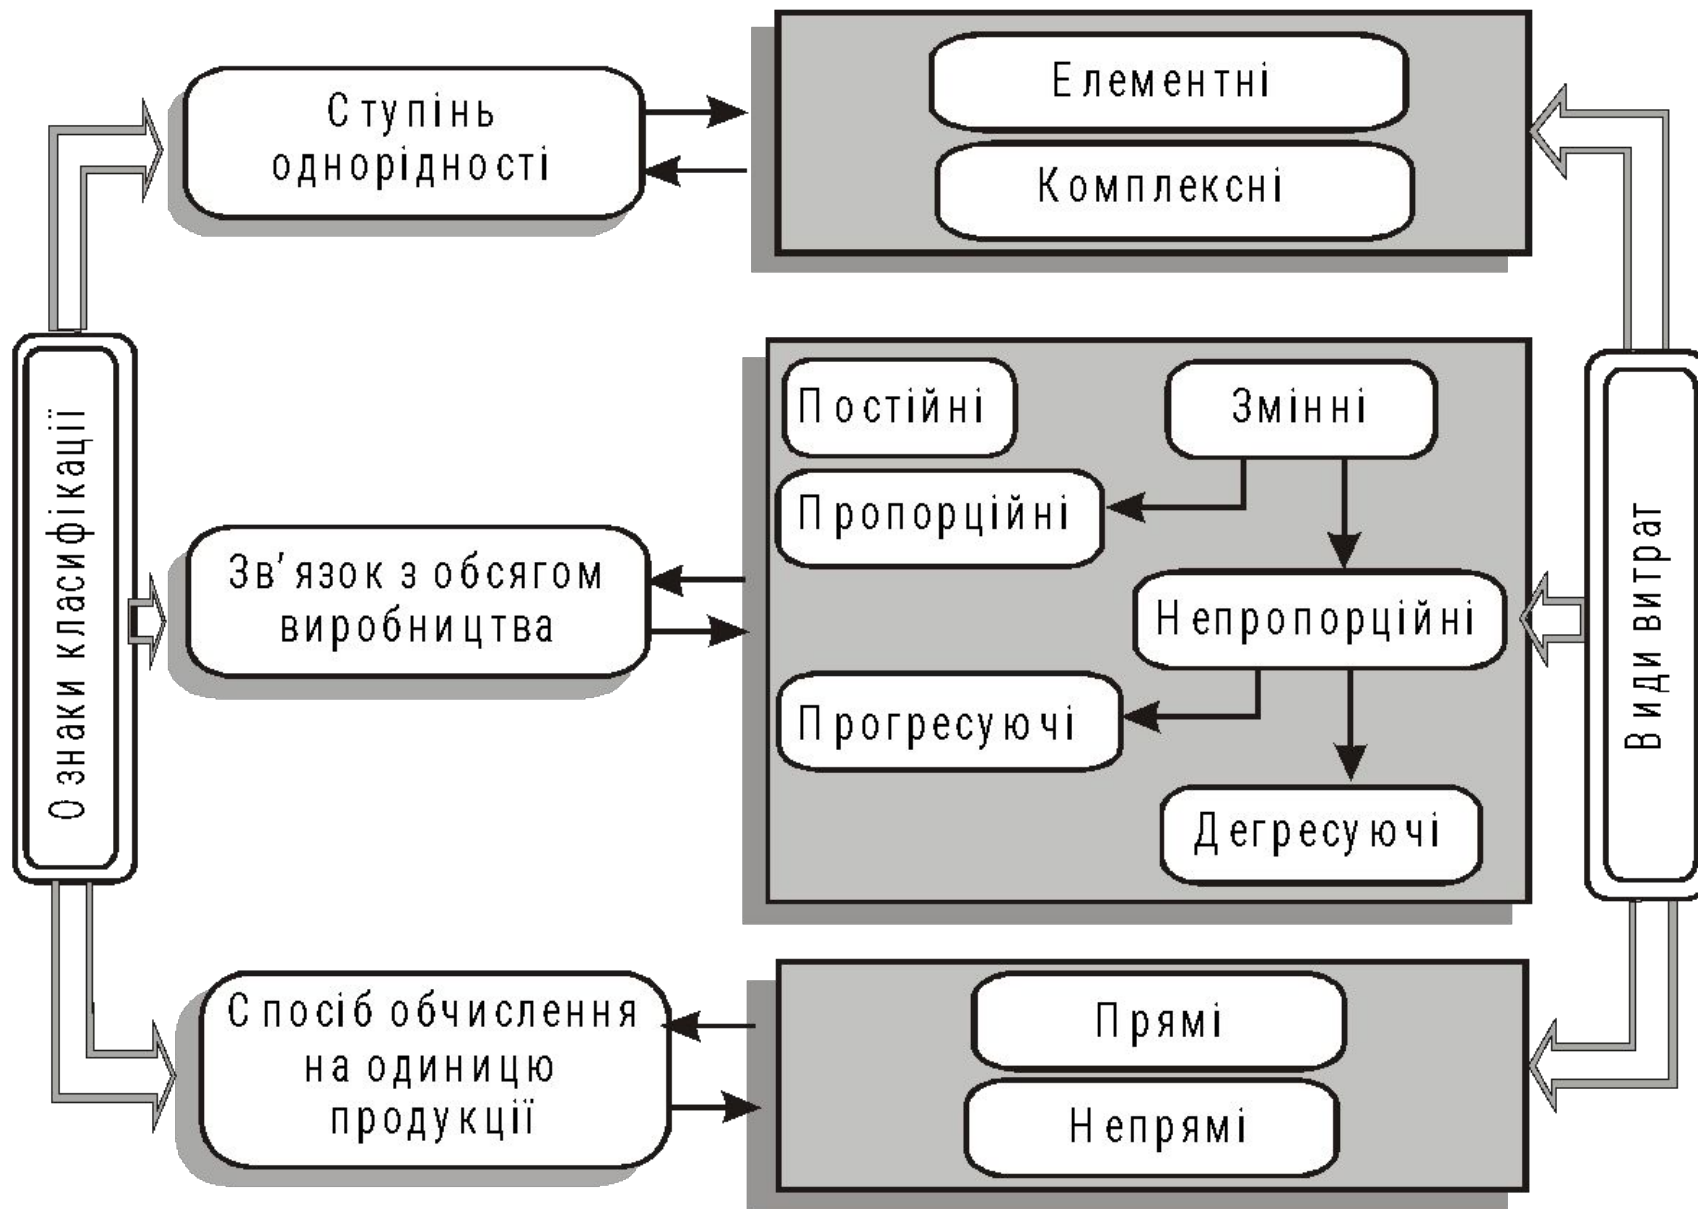 Ознаки класифікації
Ступінь
однорідності
Елементні
Комплексні
Зв’язок з обсягом
виробництва
Постійні
Змінні
Пропорційні
Непропорційні
Прогресуючі
Дегресуючі
Спосіб обчислення
на одиницю
продукції
Прямі
Непрямі
Види витрат